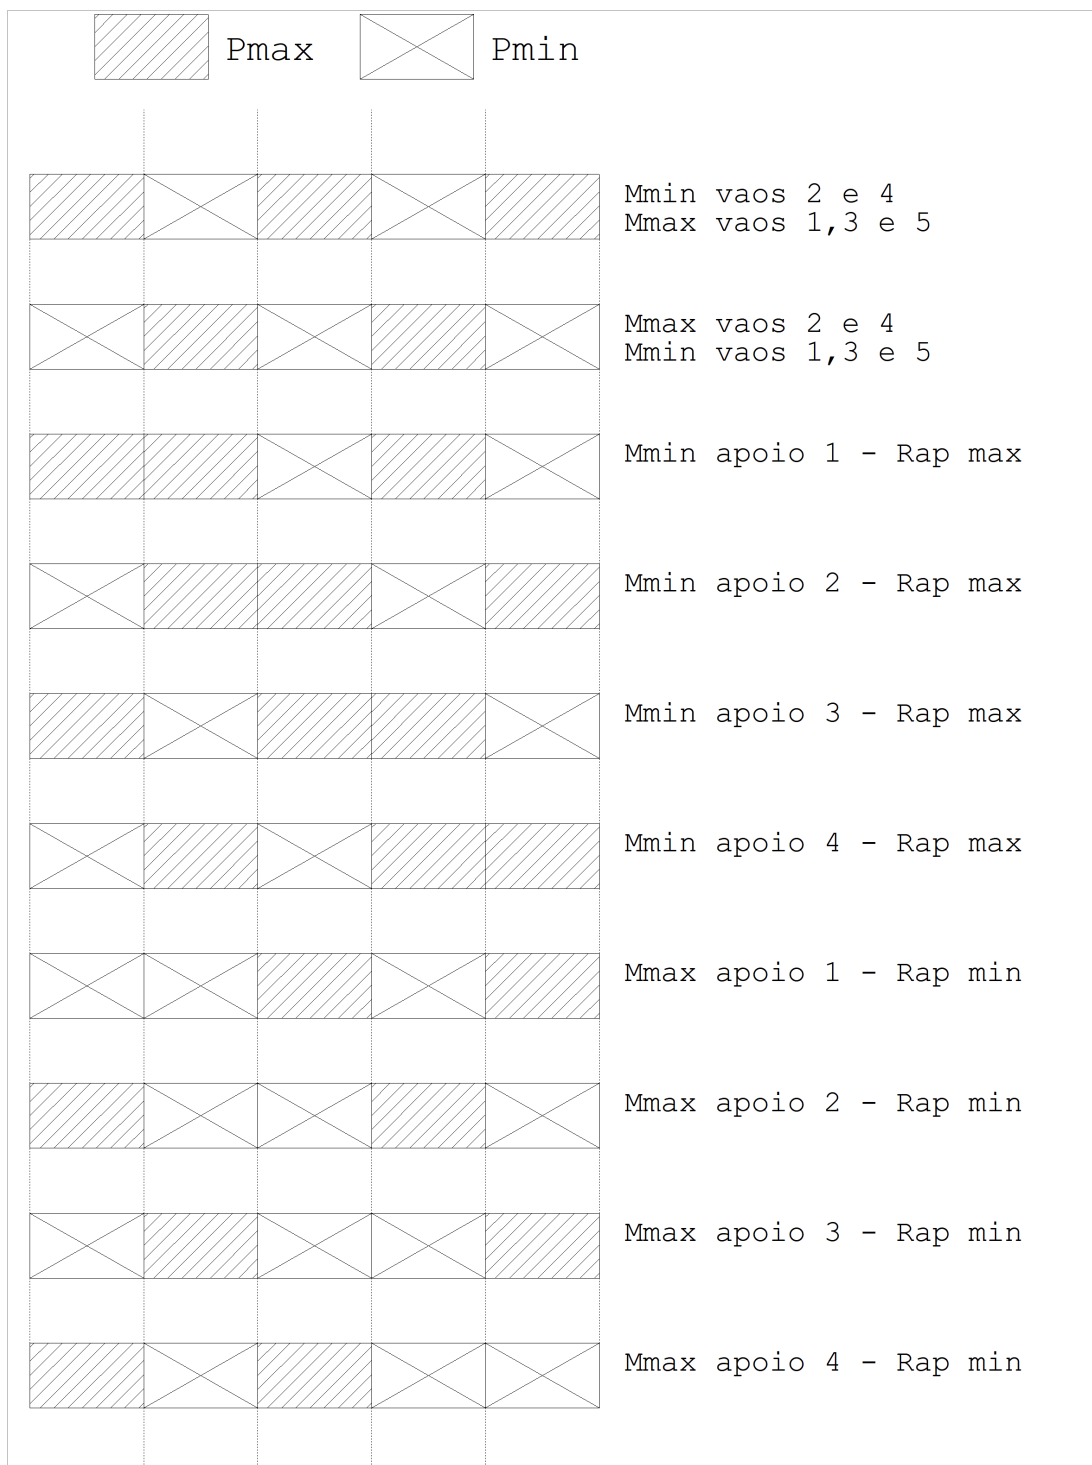 Pmax
Pmin
Mmin vaos 2 e 4
Mmax vaos 1,3 e 5
Mmax vaos 2 e 4
Mmin vaos 1,3 e 5
Mmin apoio 1 - Rap max
Mmin apoio 2 - Rap max
Mmin apoio 3 - Rap max
Mmin apoio 4 - Rap max
Mmax apoio 1 - Rap min
Mmax apoio 2 - Rap min
Mmax apoio 3 - Rap min
Mmax apoio 4 - Rap min